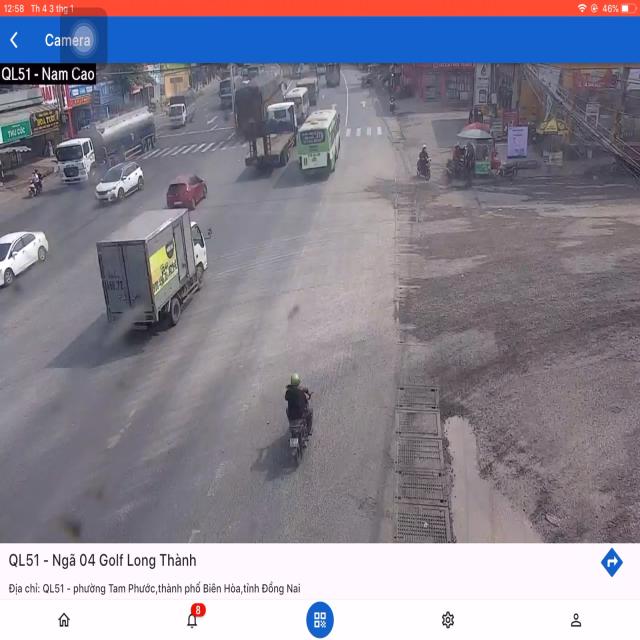 12:58 Th 4 3 thg 1
46%
Camera
QL51 - Nam Cao
THU CÚC
QL51 - Ngã 04 Golf Long Thành
Địa chỉ: QL51 - phường Tam Phước,thành phố Biên Hòa,tỉnh Đồng Nai
8